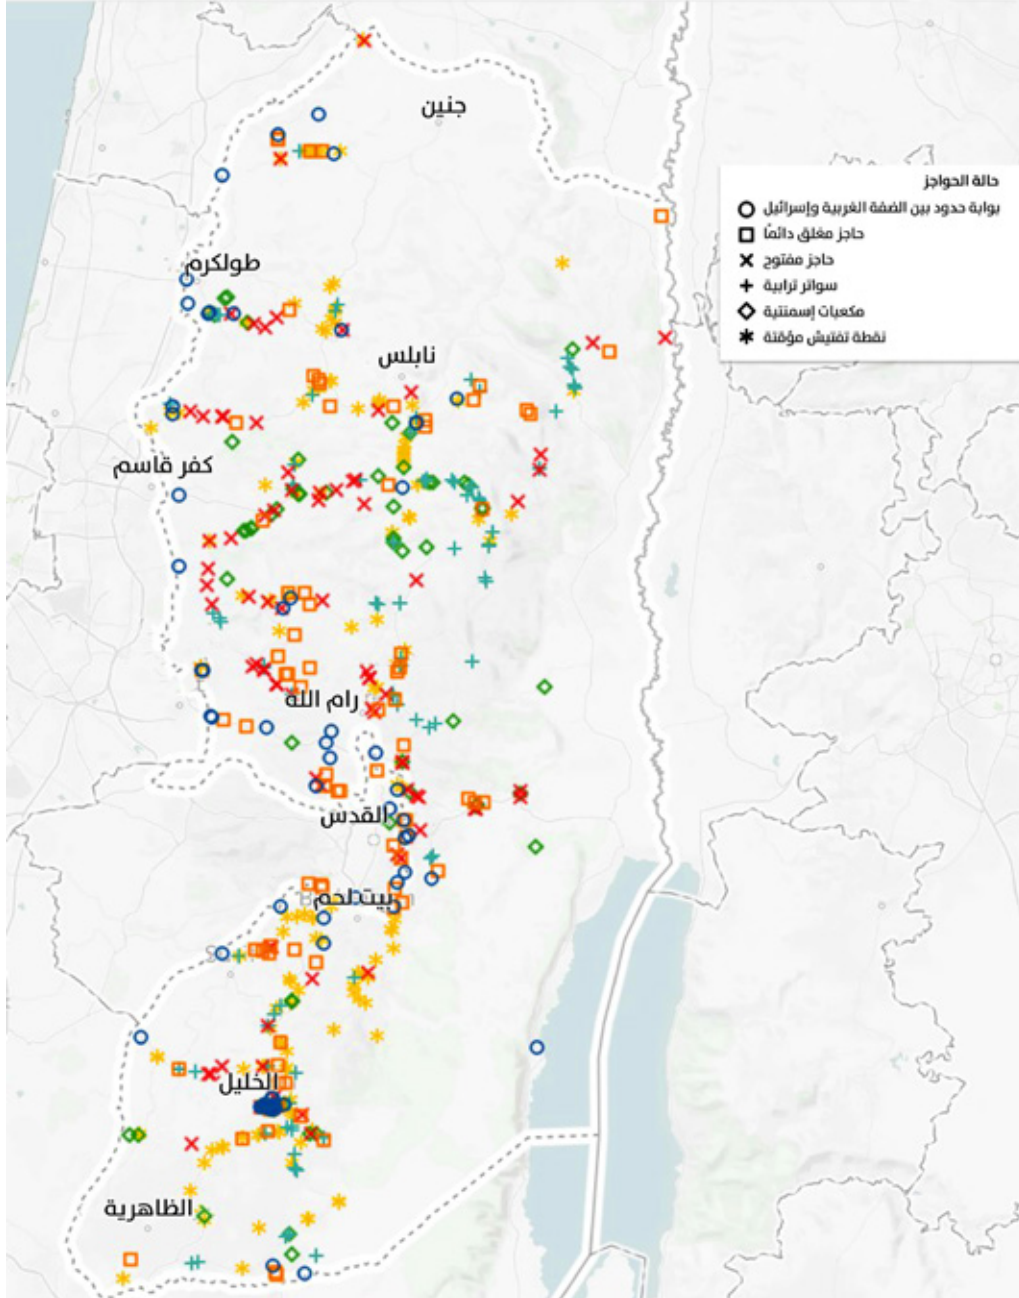 جنين
حالة الحواجز
بوابة حدود بين الضفة الغربية وإسرائيل
حاجز مغلق دائمًا
حاجز مفتوح
سواتر ترابية
مكعبات إسمنتية
نقطة تفتيش مؤقتة
طولكرم
نابلس
كفر قاسم
رام الله
القدس
بيت لحم
الخليل
الظاهرية